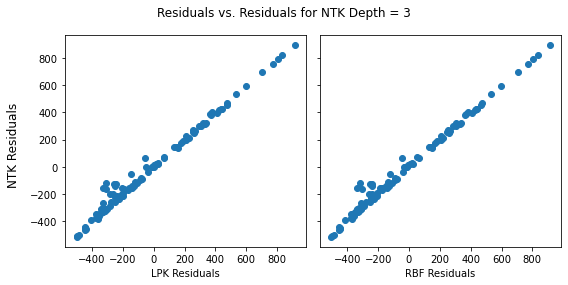 Residuals vs. Residuals for NTK Depth = 3
NTK Residuals
800
600
400
200
0
−200
−400
−400 −200 0 200 400 600 800
LPK Residuals
−400 −200 0 200 400 600 800
RBF Residuals